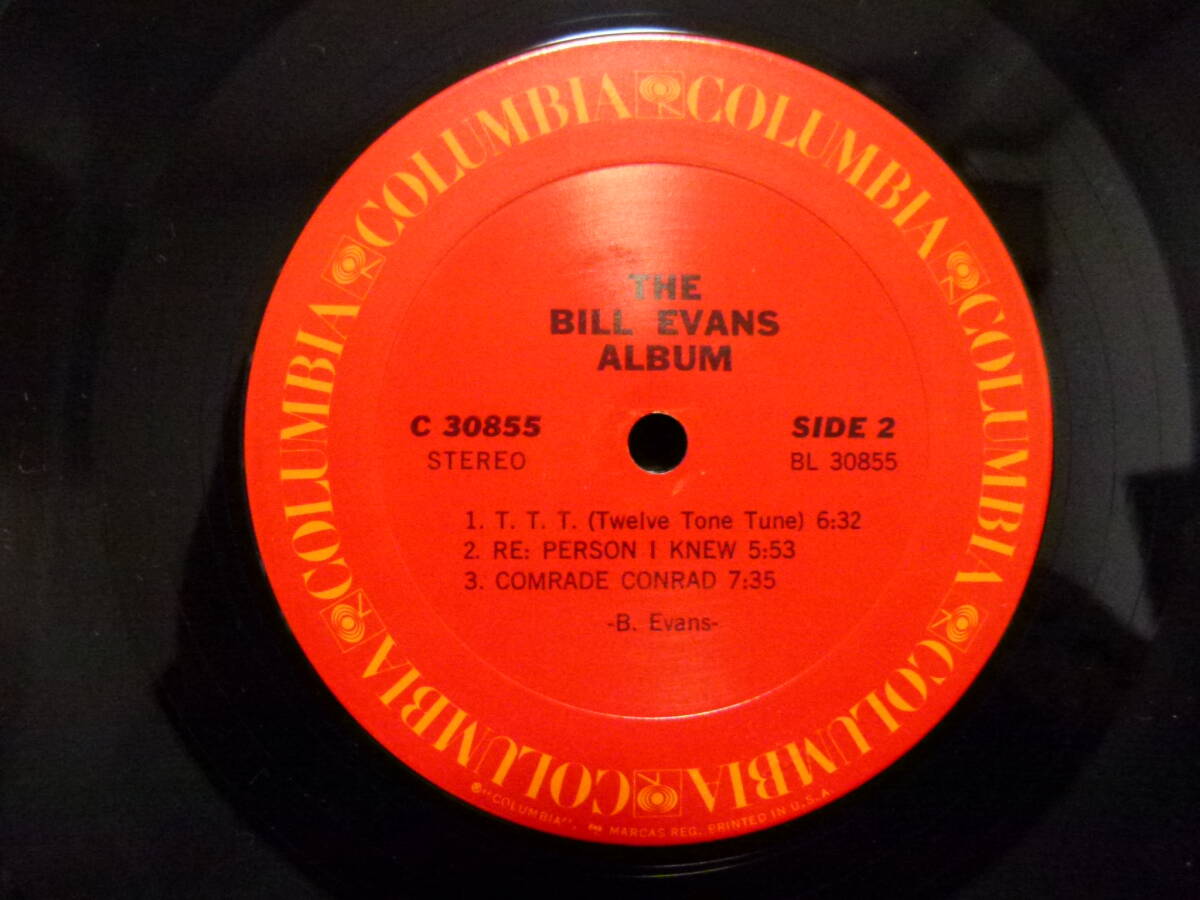 COLUMBIA COLUMBIA COLUMBIA COLUMBIA COLUMBIA COLUMBIA
THE
BILL EVANS
ALBUM
C 30855
STEREO
SIDE 2
BL 30855
1. T. T. T. (Twelve Tone Tune) 6:32
2. RE: PERSON I KNEW 5:53
3. COMRADE CONRAD 7:35
-B. Evans-
"COLUMBIA", MARCAS REG. PRINTED IN U.S.A.